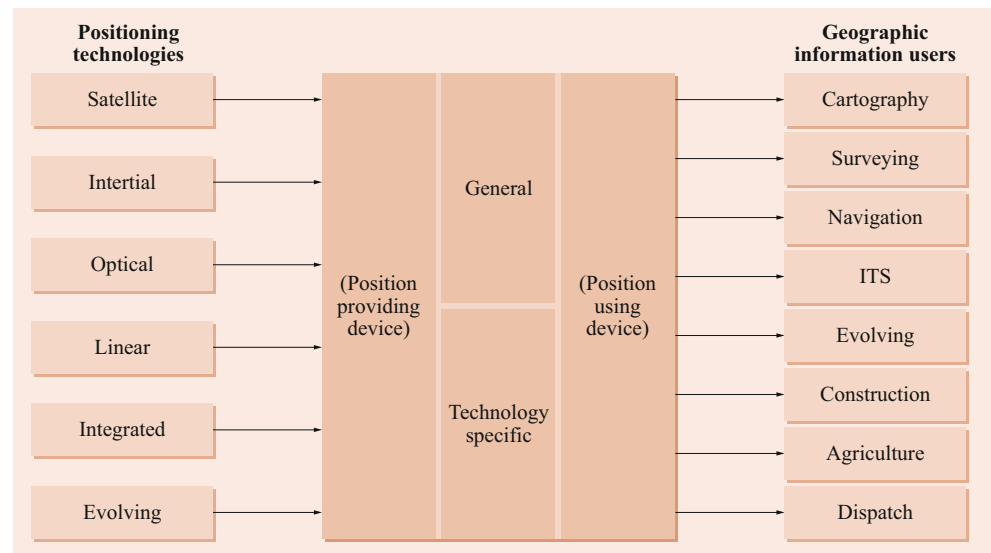 Positioning
technologies
Satellite
Intertial
Optical
Linear
Integrated
Evolving
(Position
providing
device)
General
Technology
specific
(Position
using
device)
Geographic
information users
Cartography
Surveying
Navigation
ITS
Evolving
Construction
Agriculture
Dispatch